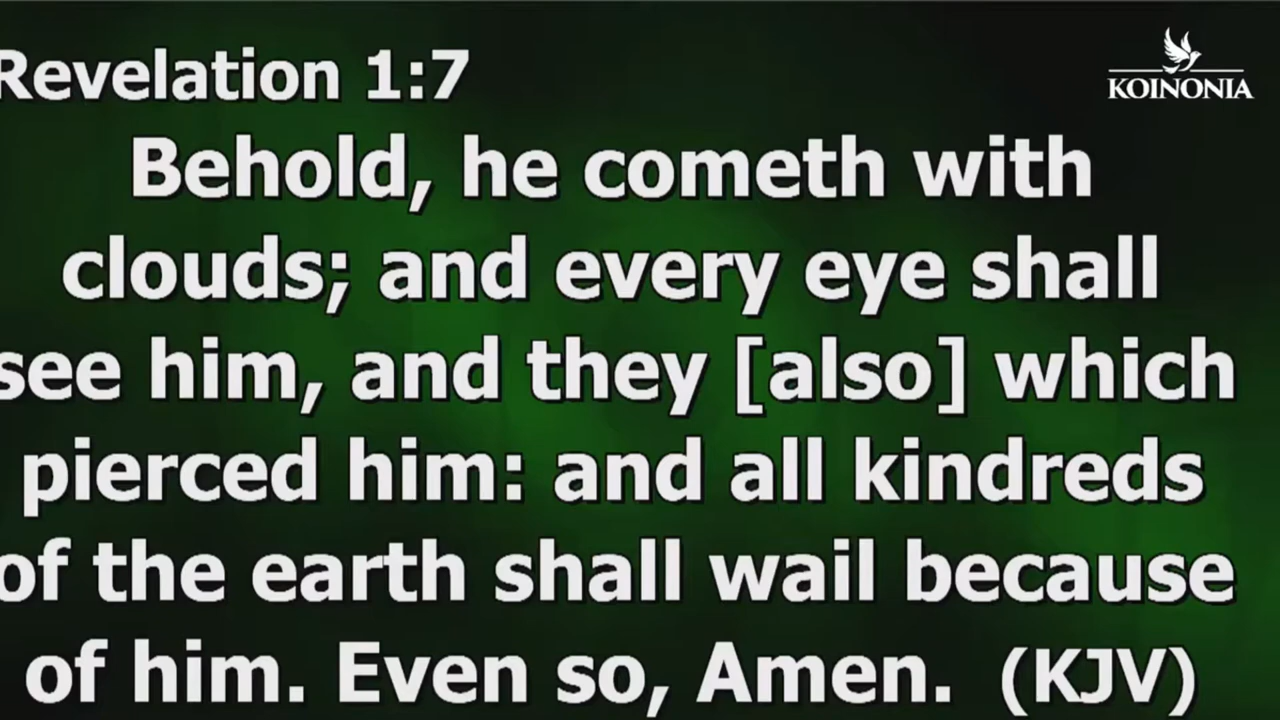 Revelation 1:7
KOINONIA
Behold, he cometh with
clouds; and every eye shall
see him, and they [also] which
pierced him: and all kindreds
of the earth shall wail because
of him. Even so, Amen. (KJV)